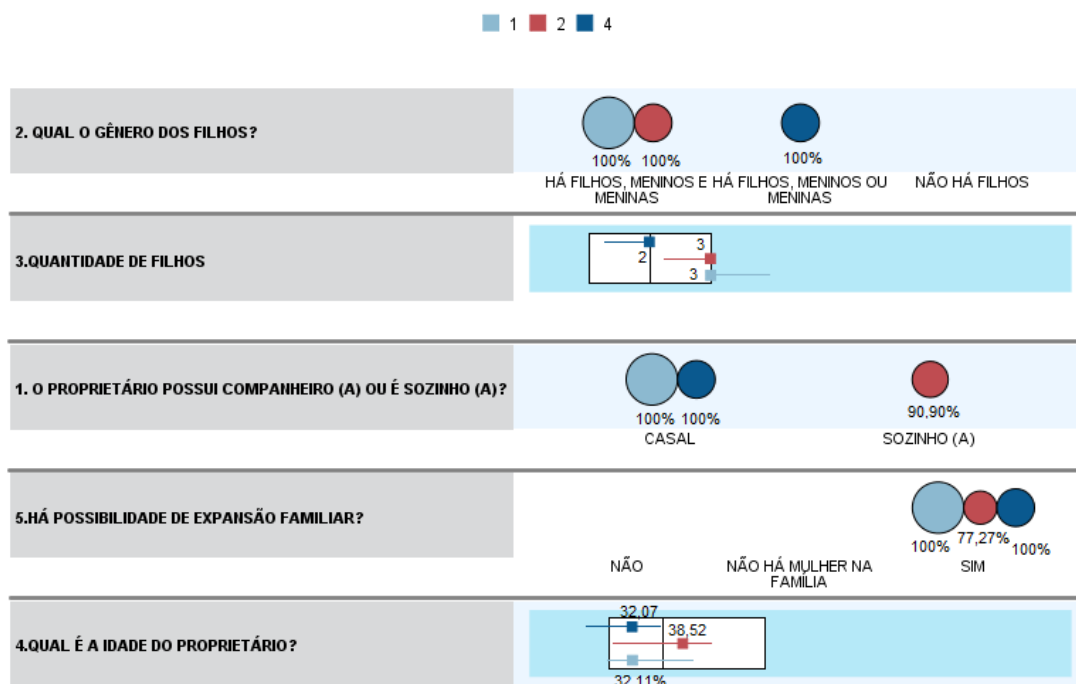 1 2 4
2. QUAL O GÊNERO DOS FILHOS?
100% 100% 100%
HÁ FILHOS, MENINOS E MENINAS
HÁ FILHOS, MENINOS OU MENINAS
NÃO HÁ FILHOS
3.QUANTIDADE DE FILHOS
2
3
3
1. O PROPRIETÁRIO POSSUI COMPANHEIRO (A) OU É SOZINHO (A)?
100% 100% 90,90%
CASAL SOZINHO (A)
5.HÁ POSSIBILIDADE DE EXPANSÃO FAMILIAR?
100% 77,27% 100%
NÃO
NÃO HÁ MULHER NA FAMÍLIA
SIM
4.QUAL É A IDADE DO PROPRIETÁRIO?
32,07
38,52
32,11%